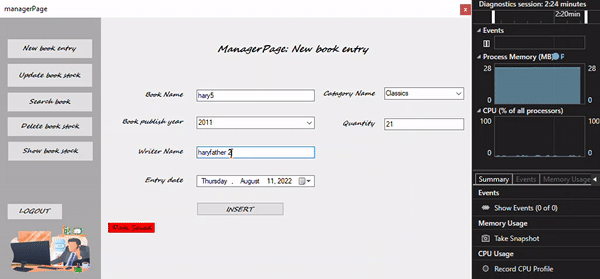 managerPage
x
New book entry
Update book stock
Search book
Delete book stock
Show book stock
LOGOUT
ManagerPage: New book entry
Book Name
hary5
Catagory Name
Classics
Book publish year
2011
Quantity
21
Writer Name
haryfather 2
Entry date
Thursday , August 11, 2022
INSERT
Diagnostics session: 2:24 minutes
2:20min
Events
Process Memory (MB)
28
28
0
0
CPU (% of all processors)
100
100
0
0
Summary
Events
Memory Usage
Events
Show Events (0 of 0)
Memory Usage
Take Snapshot
CPU Usage
Record CPU Profile